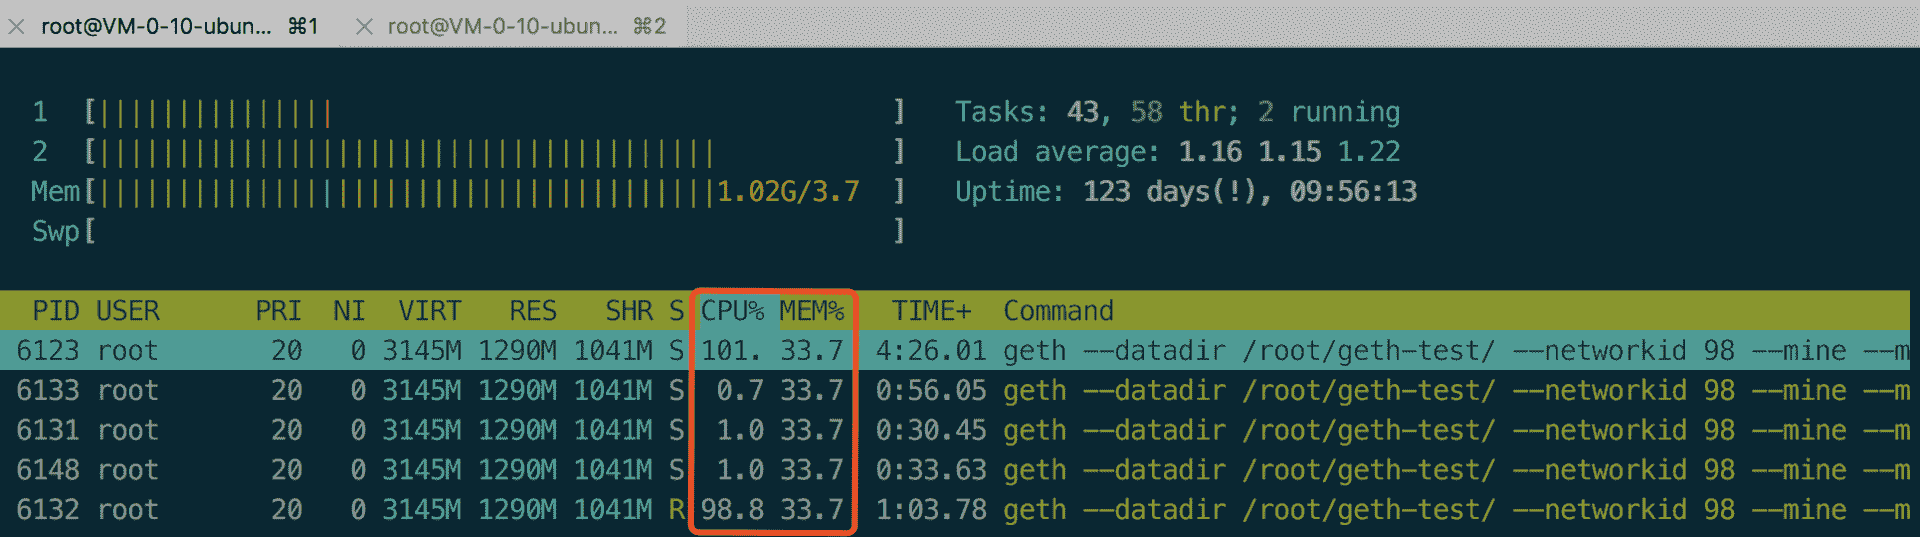 root@VM-0-10-ubun... ⌘1 root@VM-0-10-ubun... ⌘2
1 [||||||||||||||| ] Tasks: 43, 58 thr; 2 running
2 [||||||||||||||||||||||||||||||||||||||| ] Load average: 1.16 1.15 1.22
Mem[|||||||||||||||||||||||||||||||||||||||1.02G/3.7 ] Uptime: 123 days(!), 09:56:13
Swp[ ]
PID USER PRI NI VIRT RES SHR S CPU% MEM% TIME+ Command
6123 root 20 0 3145M 1290M 1041M S 101. 33.7 4:26.01 geth --datadir /root/geth-test/ --networkid 98 --mine --m
6133 root 20 0 3145M 1290M 1041M S 0.7 33.7 0:56.05 geth --datadir /root/geth-test/ --networkid 98 --mine --m
6131 root 20 0 3145M 1290M 1041M S 1.0 33.7 0:30.45 geth --datadir /root/geth-test/ --networkid 98 --mine --m
6148 root 20 0 3145M 1290M 1041M S 1.0 33.7 0:33.63 geth --datadir /root/geth-test/ --networkid 98 --mine --m
6132 root 20 0 3145M 1290M 1041M R 98.8 33.7 1:03.78 geth --datadir /root/geth-test/ --networkid 98 --mine --m